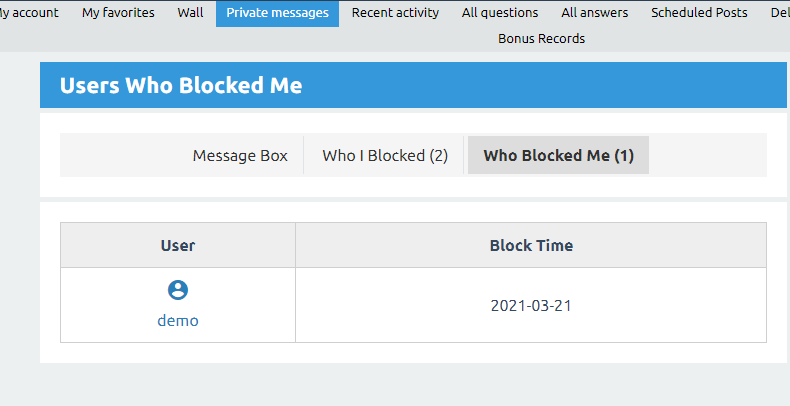 My account My favorites Wall Private messages Recent activity All questions All answers Scheduled Posts Del
Bonus Records
Users Who Blocked Me
Message Box Who I Blocked (2) Who Blocked Me (1)
User Block Time
demo 2021-03-21